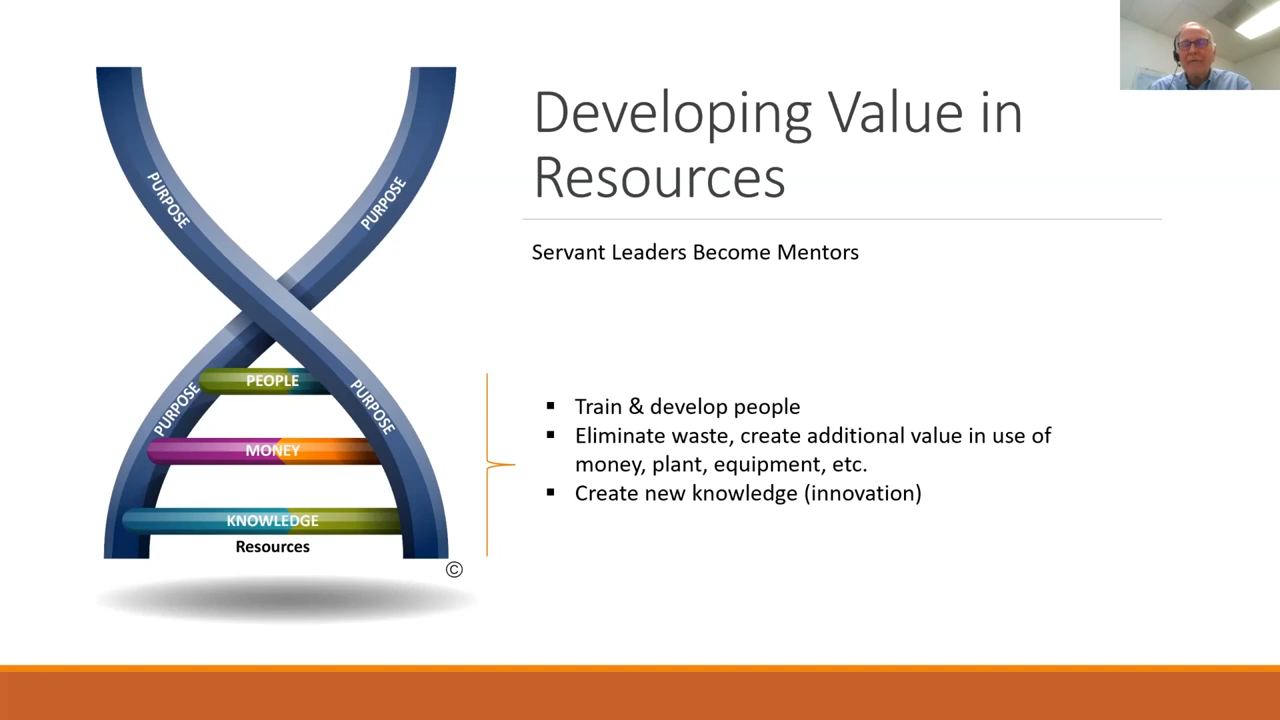 Developing Value in
Resources
Servant Leaders Become Mentors
PURPOSE
PURPOSE
PURPOSE
PURPOSE
PEOPLE
MONEY
KNOWLEDGE
Resources
©
▪ Train & develop people
▪ Eliminate waste, create additional value in use of
money, plant, equipment, etc.
▪ Create new knowledge (innovation)